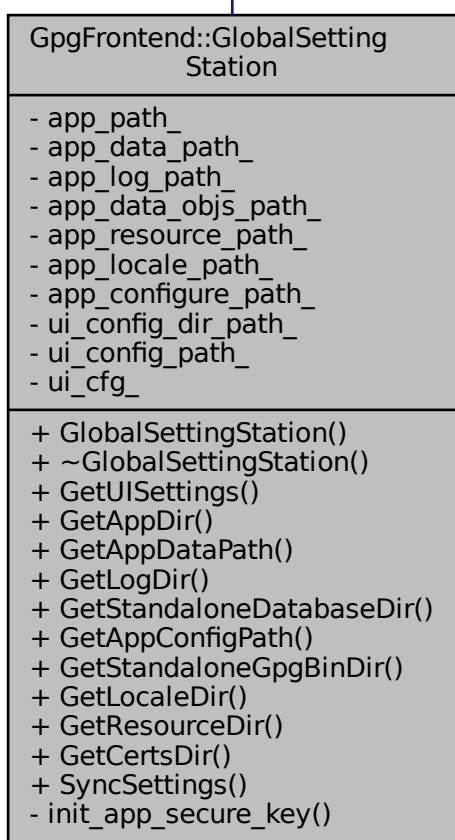 GpgFrontend::GlobalSetting
Station
- app_path_
- app_data_path_
- app_log_path_
- app_data_objs_path_
- app_resource_path_
- app_locale_path_
- app_configure_path_
- ui_config_dir_path_
- ui_config_path_
- ui_cfg_
+ GlobalSettingStation()
+ ~GlobalSettingStation()
+ GetUISettings()
+ GetAppDir()
+ GetAppDataPath()
+ GetLogDir()
+ GetStandaloneDatabaseDir()
+ GetAppConfigPath()
+ GetStandaloneGpgBinDir()
+ GetLocaleDir()
+ GetResourceDir()
+ GetCertsDir()
+ SyncSettings()
- init_app_secure_key()